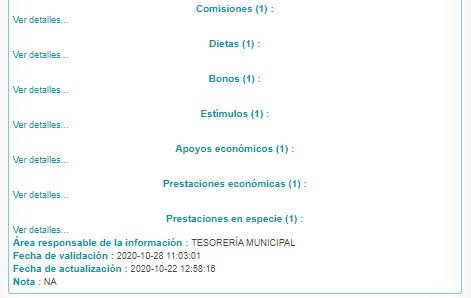 Comisiones (1) :
Ver detalles...
Dietas (1) :
Ver detalles...
Bonos (1) :
Ver detalles...
Estímulos (1) :
Ver detalles...
Apoyos económicos (1) :
Ver detalles...
Prestaciones económicas (1) :
Ver detalles...
Prestaciones en especie (1) :
Ver detalles...
Área responsable de la información : TESORERÍA MUNICIPAL
Fecha de validación : 2020-10-28 11:03:01
Fecha de actualización : 2020-10-22 12:58:16
Nota : NA